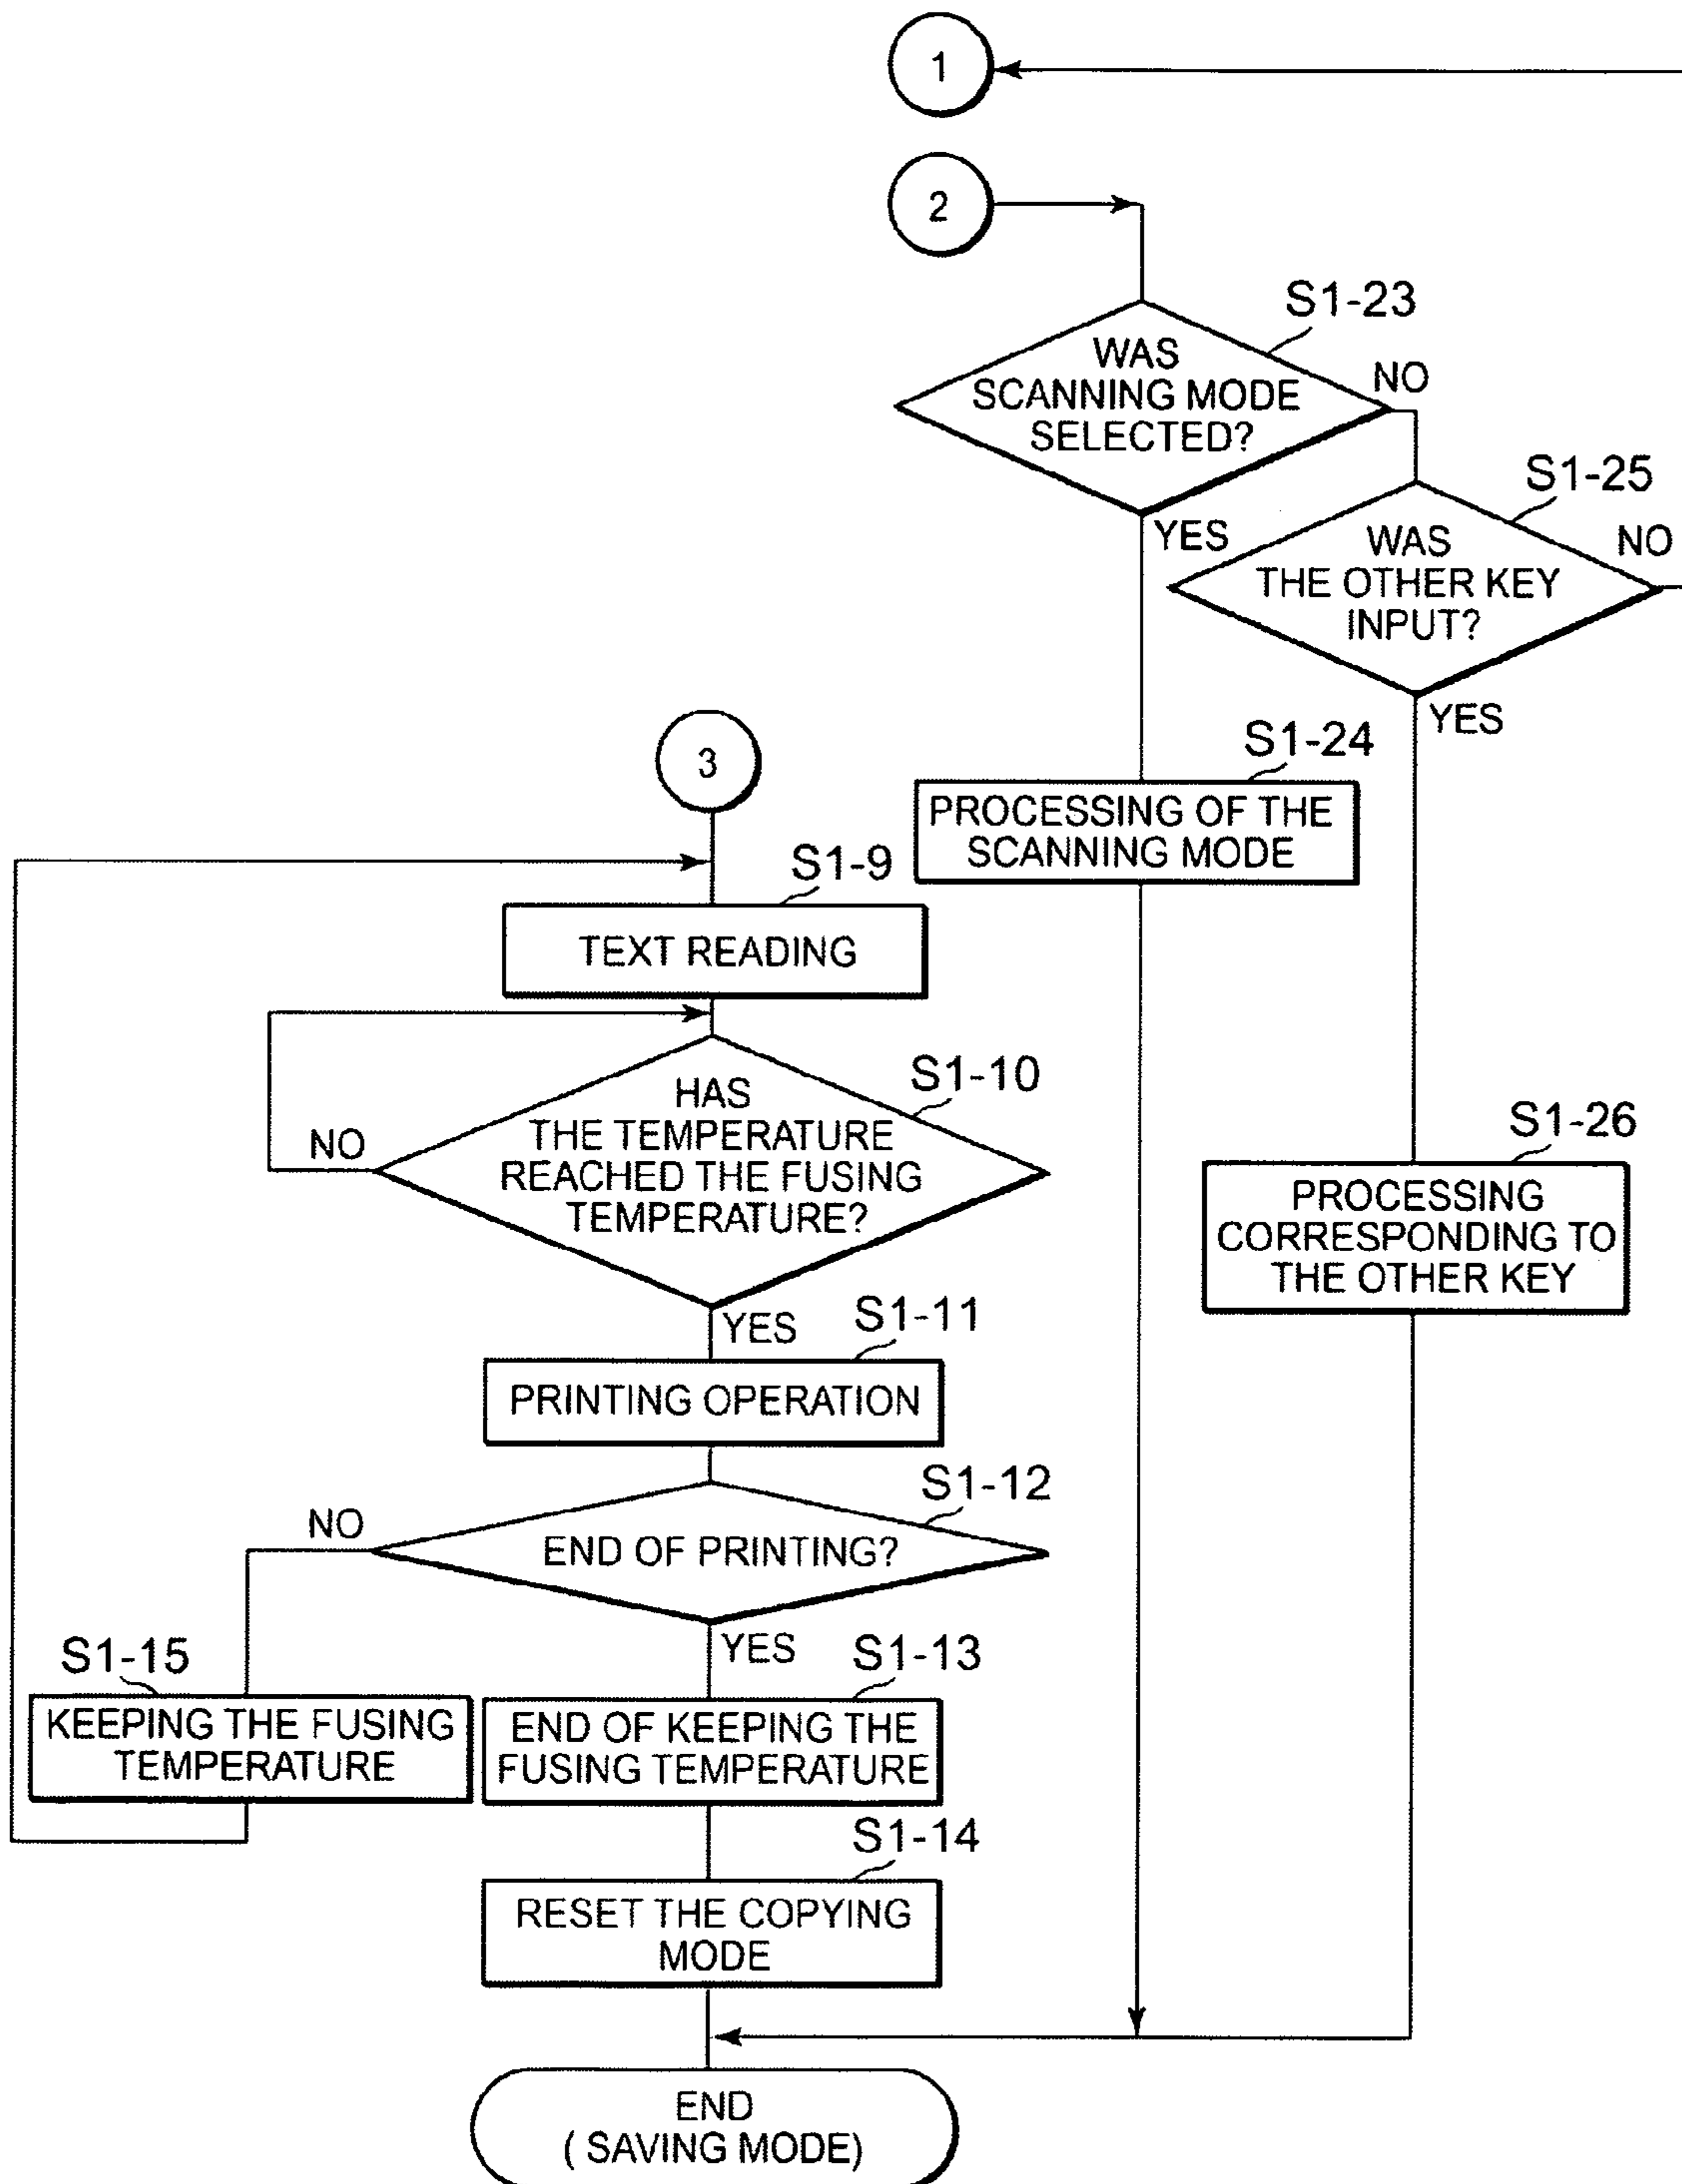 1
2
S1-23
WAS
SCANNING MODE
SELECTED?
NO
YES
S1-25
WAS
THE OTHER KEY
INPUT?
NO
YES
S1-24
PROCESSING OF THE
SCANNING MODE
S1-26
PROCESSING
CORRESPONDING TO
THE OTHER KEY
3
S1-9
TEXT READING
S1-10
HAS
THE TEMPERATURE
REACHED THE FUSING
TEMPERATURE?
NO
YES
S1-11
PRINTING OPERATION
S1-12
END OF PRINTING?
NO
YES
S1-15
KEEPING THE FUSING
TEMPERATURE
S1-13
END OF KEEPING THE
FUSING TEMPERATURE
S1-14
RESET THE COPYING
MODE
END
( SAVING MODE)